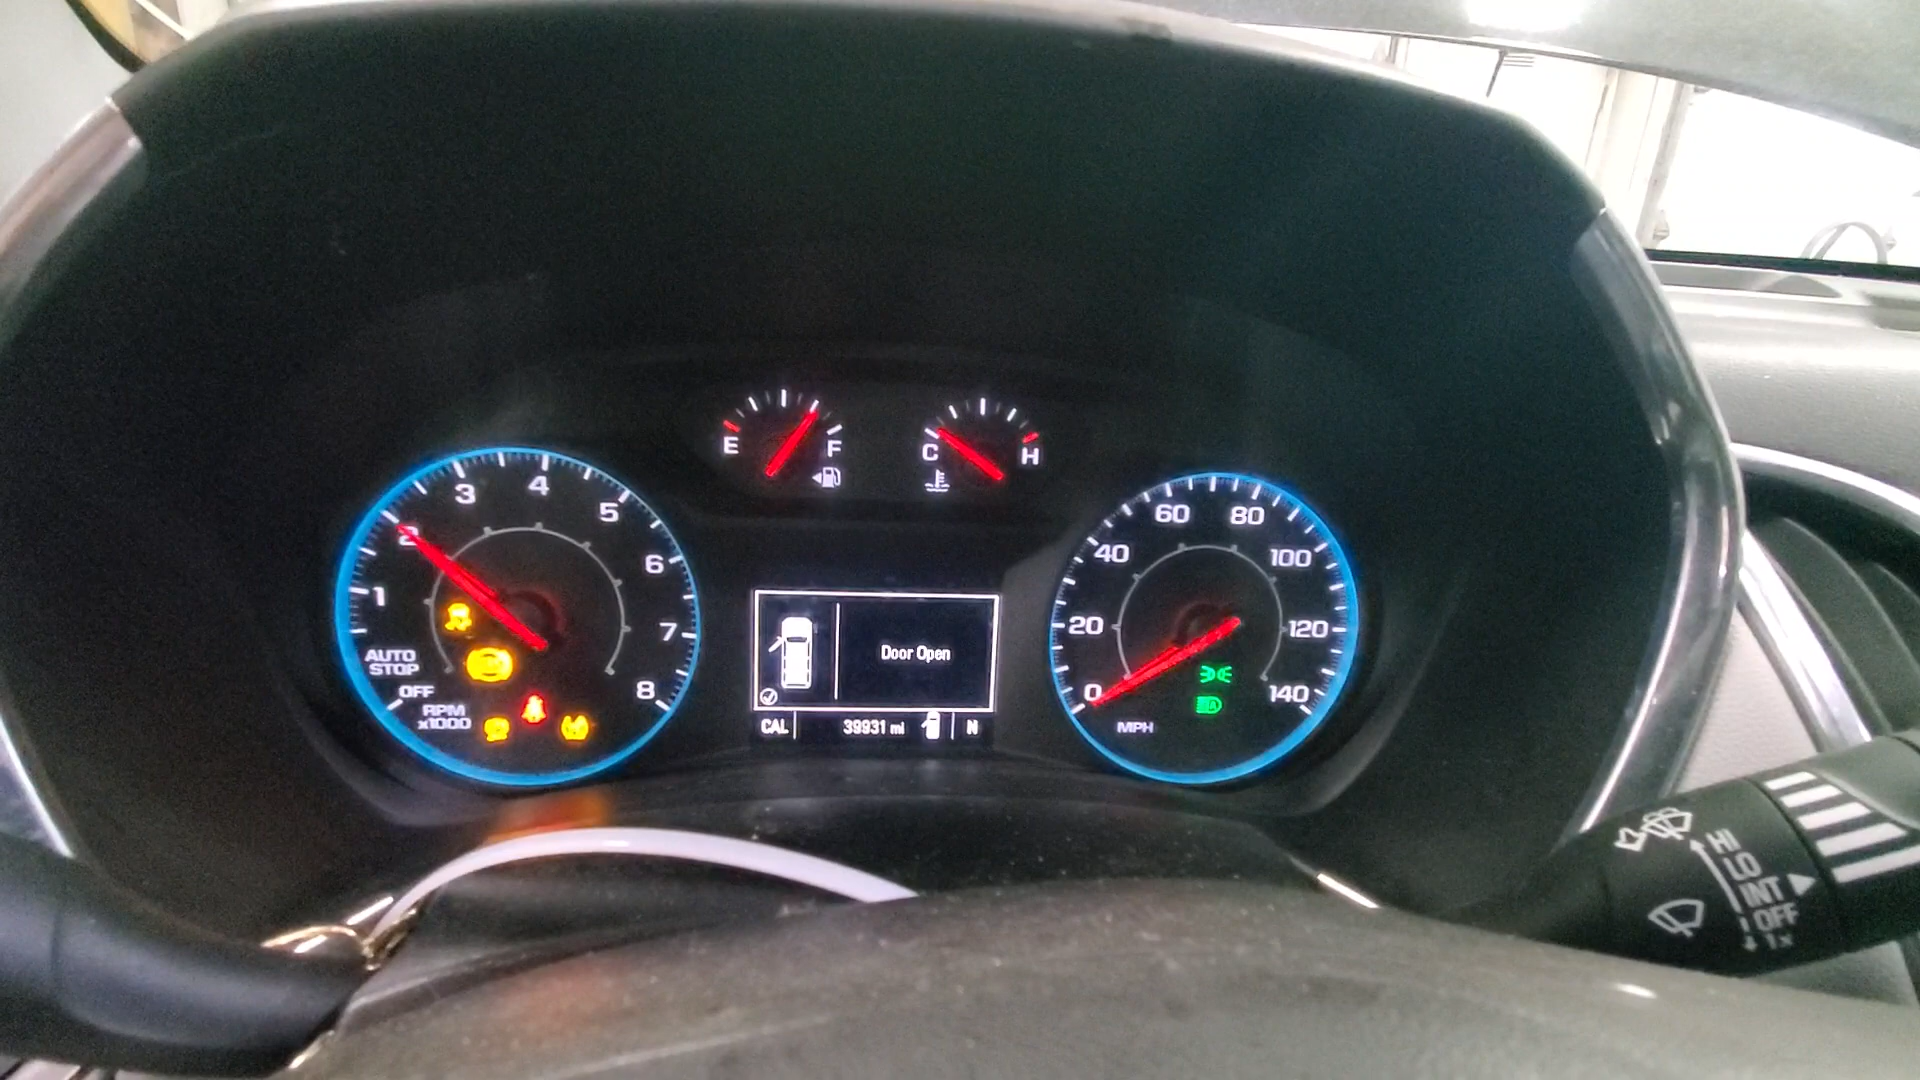 E F
C H
1 2 3 4 5 6 7 8
AUTO
STOP
OFF
RPM
x1000
Door Open
CAL 39931 mi N
0 20 40 60 80 100 120 140
MPH
HI
LO
INT
OFF
1x